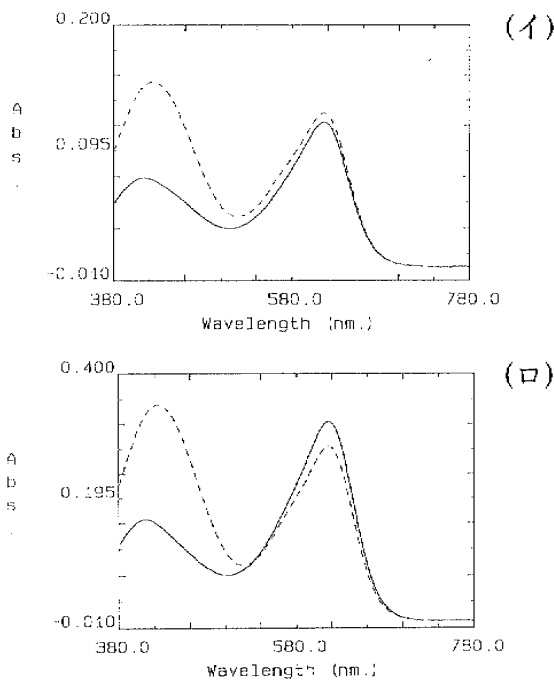 (イ)
0.200
A
b
s
.
0.095
-0.010
380.0 580.0 780.0
Wavelength (nm.)
(ロ)
0.400
A
b
s
.
0.195
-0.010
380.0 580.0 780.0
Wavelength (nm.)